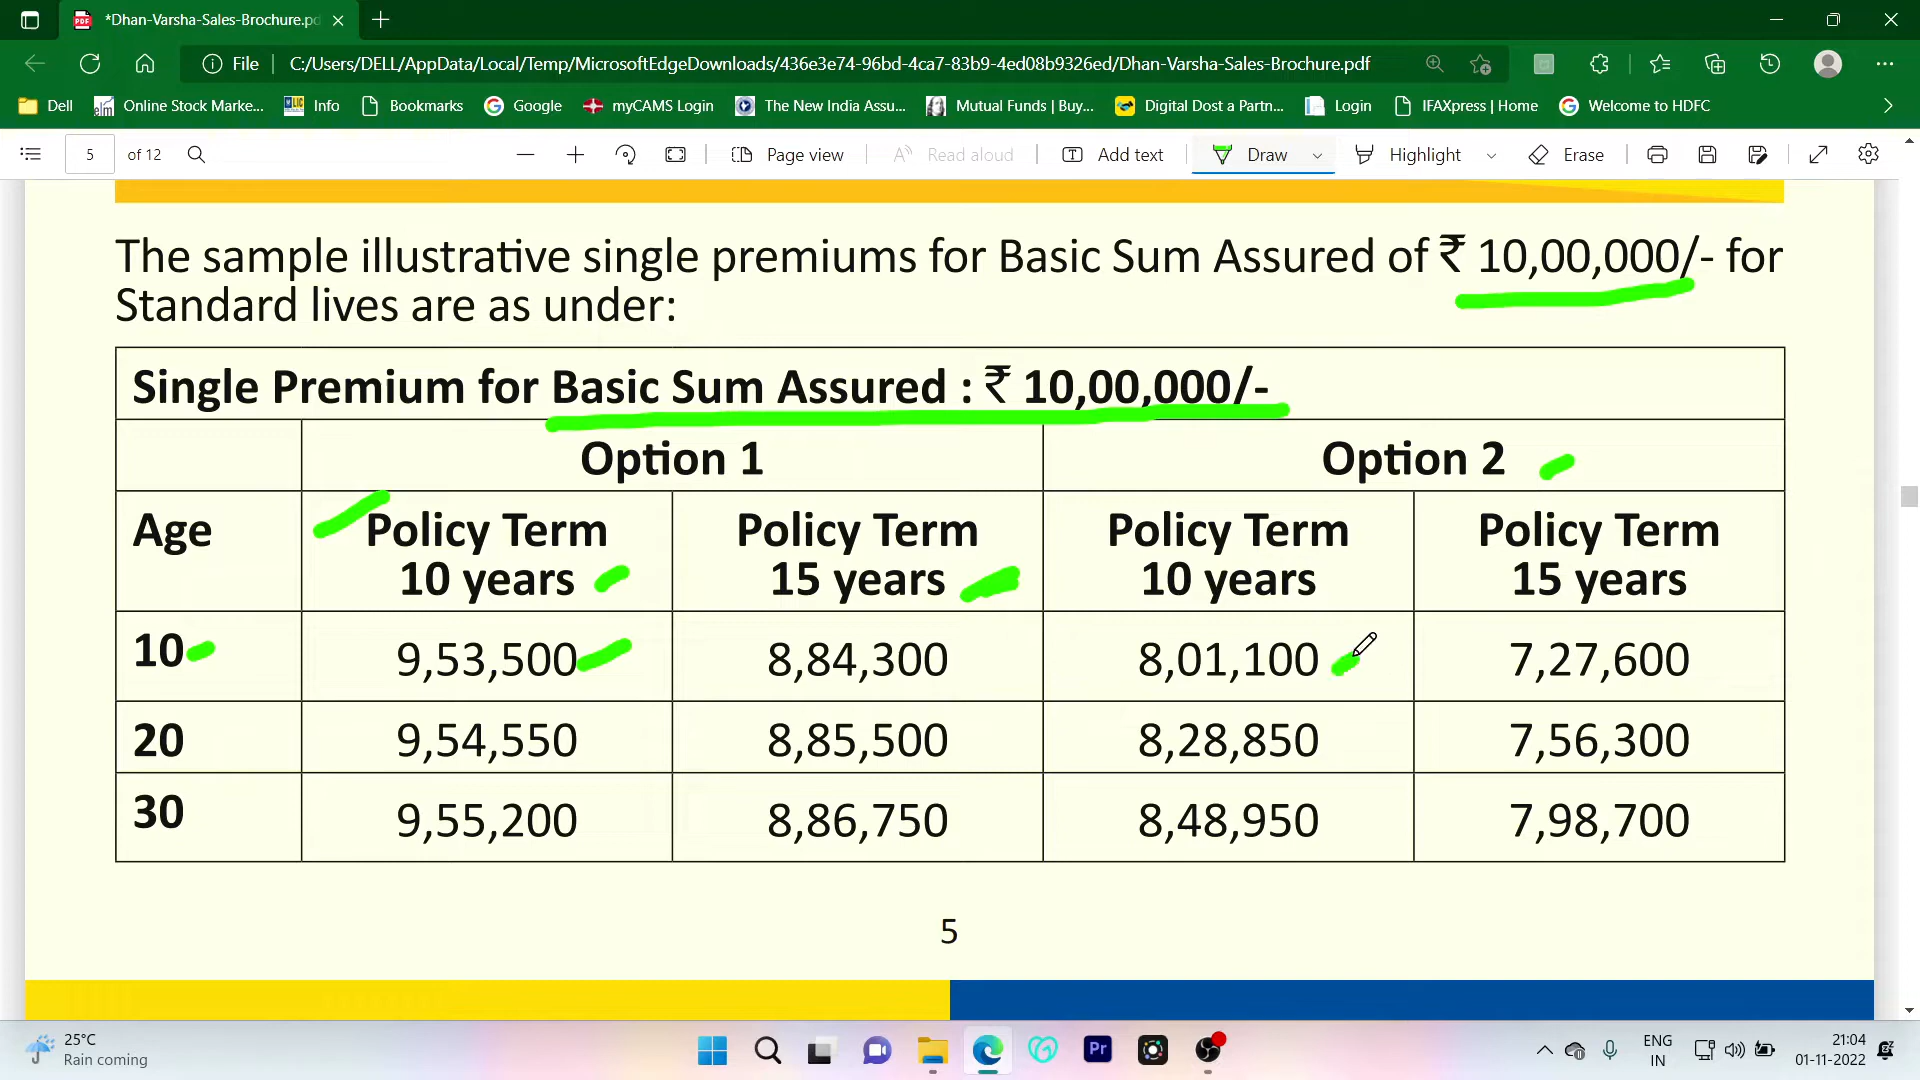 *Dhan-Varsha-Sales-Brochure.pd
File
C:/Users/DELL/AppData/Local/Temp/MicrosoftEdgeDownloads/436e3e74-96bd-4ca7-83b9-4ed08b9326ed/Dhan-Varsha-Sales-Brochure.pdf
Dell Online Stock Marke... Info Bookmarks Google myCAMS Login The New India Assu... Mutual Funds | Buy,... Digital Dost a Partn... Login IFAXpress | Home Welcome to HDFC
5 of 12 Page view Read aloud Add text Draw Highlight Erase
The sample illustrative single premiums for Basic Sum Assured of ₹ 10,00,000/- for
Standard lives are as under:
Single Premium for Basic Sum Assured : ₹ 10,00,000/-
Option 1 Option 2
Age Policy Term 10 years Policy Term 15 years Policy Term 10 years Policy Term 15 years
10 9,53,500 8,84,300 8,01,100 7,27,600
20 9,54,550 8,85,500 8,28,850 7,56,300
30 9,55,200 8,86,750 8,48,950 7,98,700
5
25°C
Rain coming
Pr
ENG
IN
21:04
01-11-2022